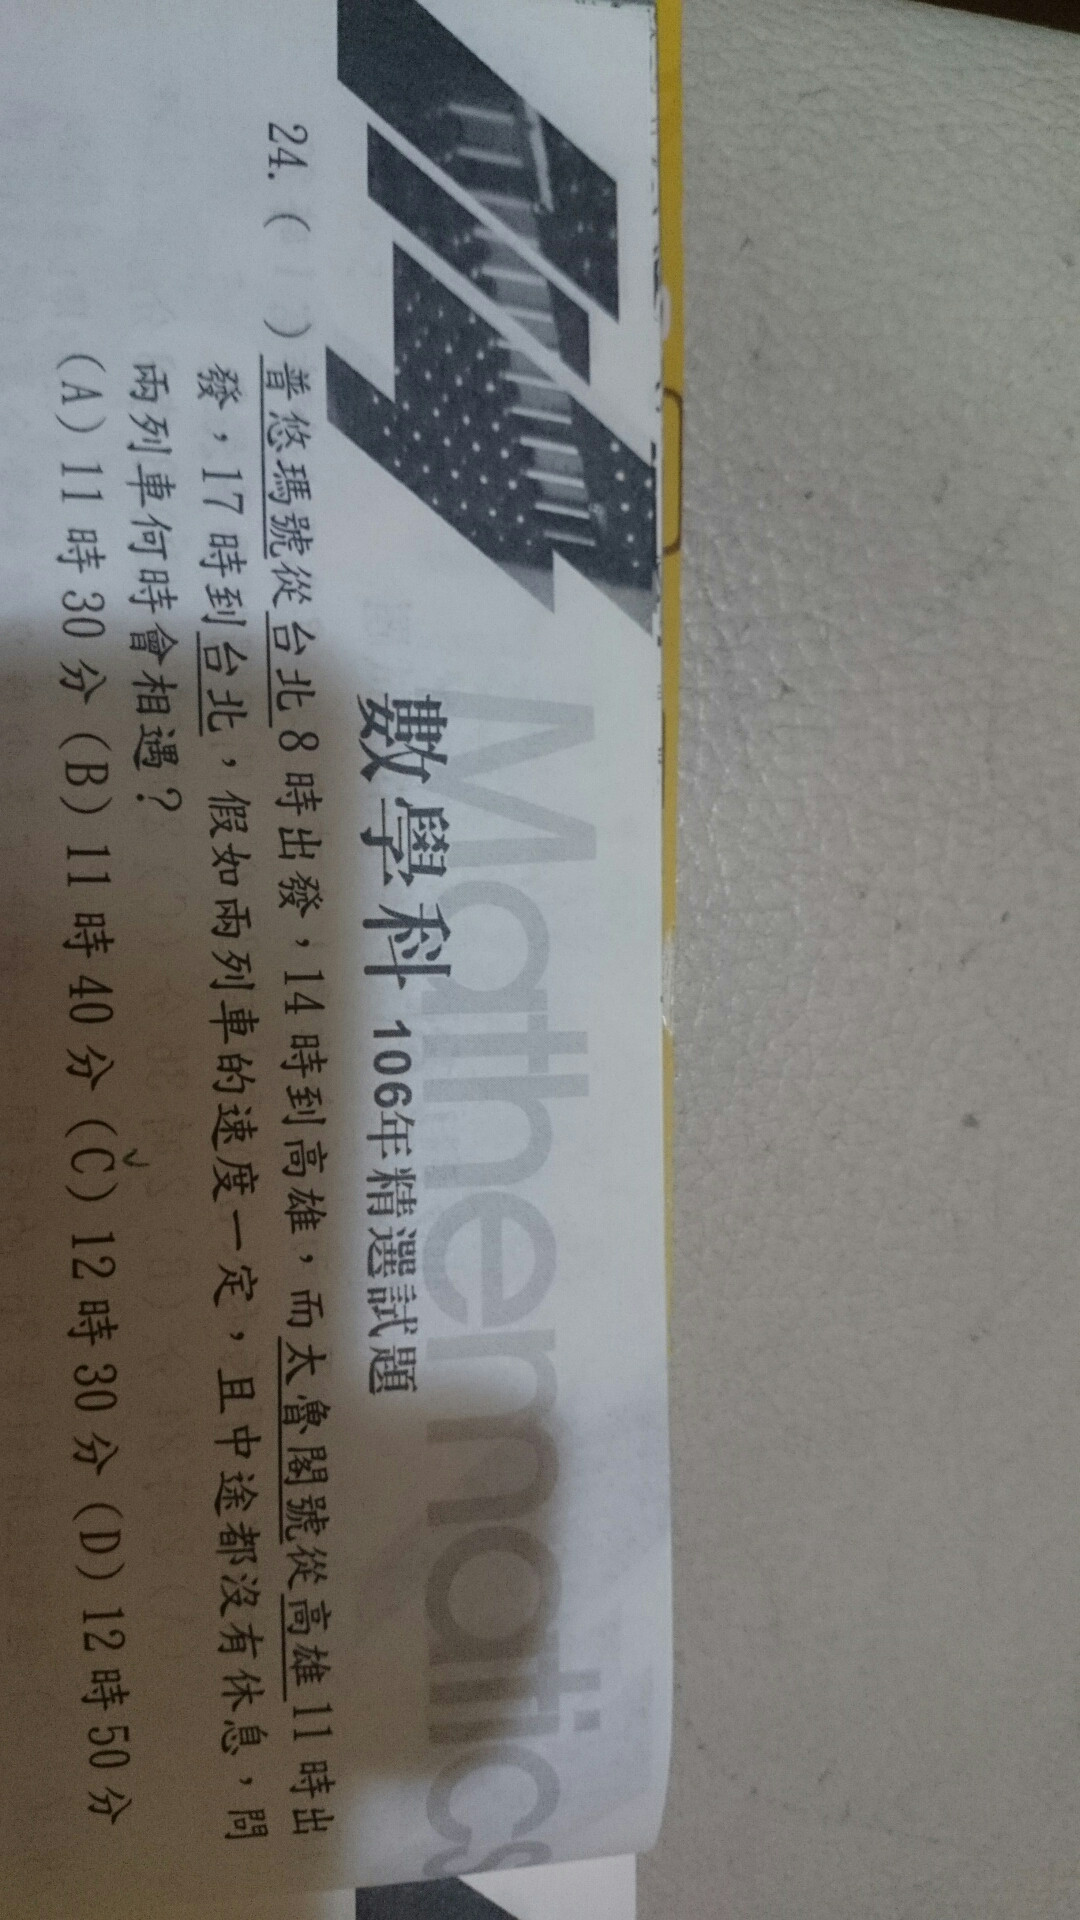 Mathematics
數學科 106年精選試題
24. ( ) 普悠瑪號從台北8時出發，14時到高雄，而太魯閣號從高雄11時出
發，17時到台北，假如兩列車的速度一定，且中途都沒有休息，問
兩列車何時會相遇？
(A) 11時30分 (B) 11時40分 (C) 12時30分 (D) 12時50分